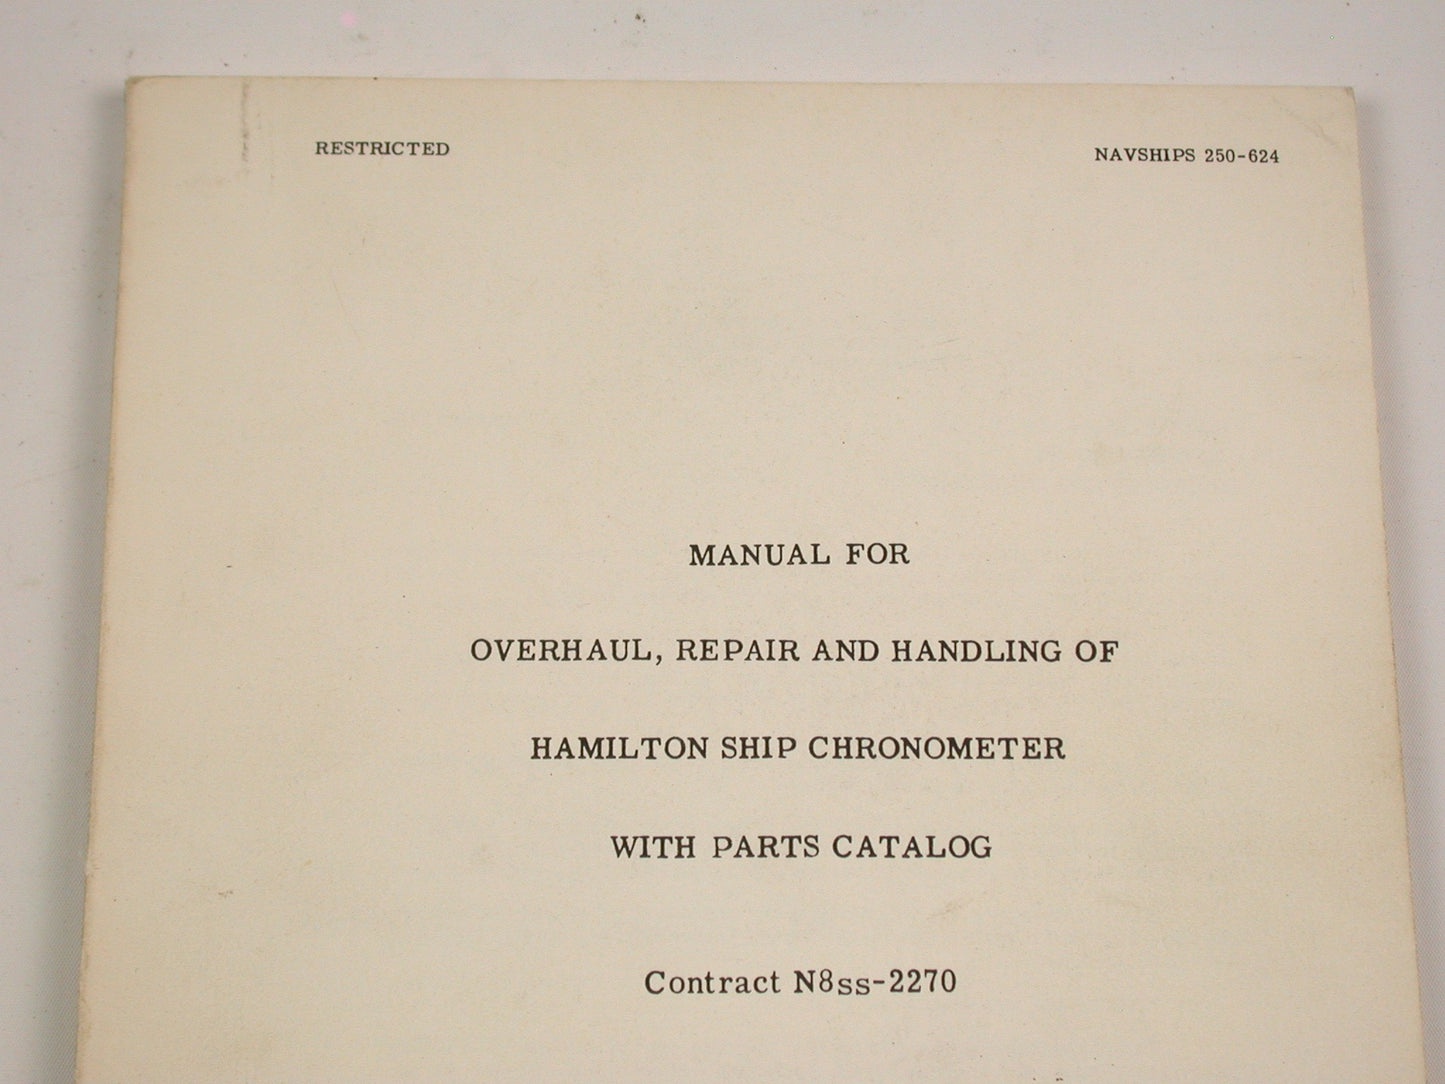 RESTRICTED
NAVSHIPS 250-624
MANUAL FOR
OVERHAUL, REPAIR AND HANDLING OF
HAMILTON SHIP CHRONOMETER
WITH PARTS CATALOG
Contract N8ss-2270